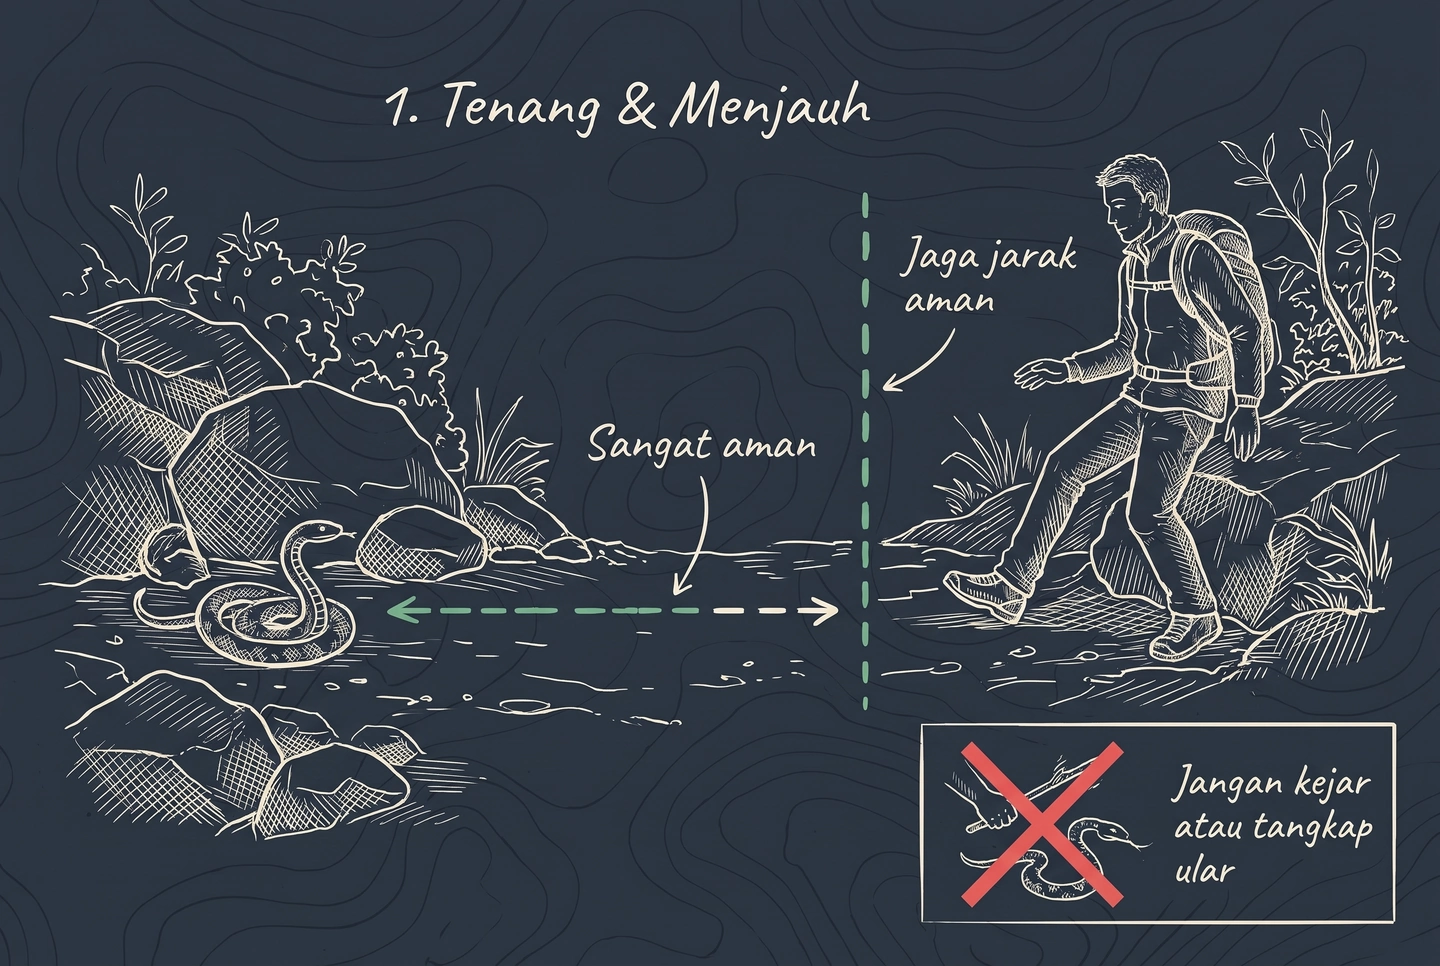 1. Tenang & Menjauh
Jaga jarak
aman
Sangat aman
Jangan kejar
atau tangkap
ular